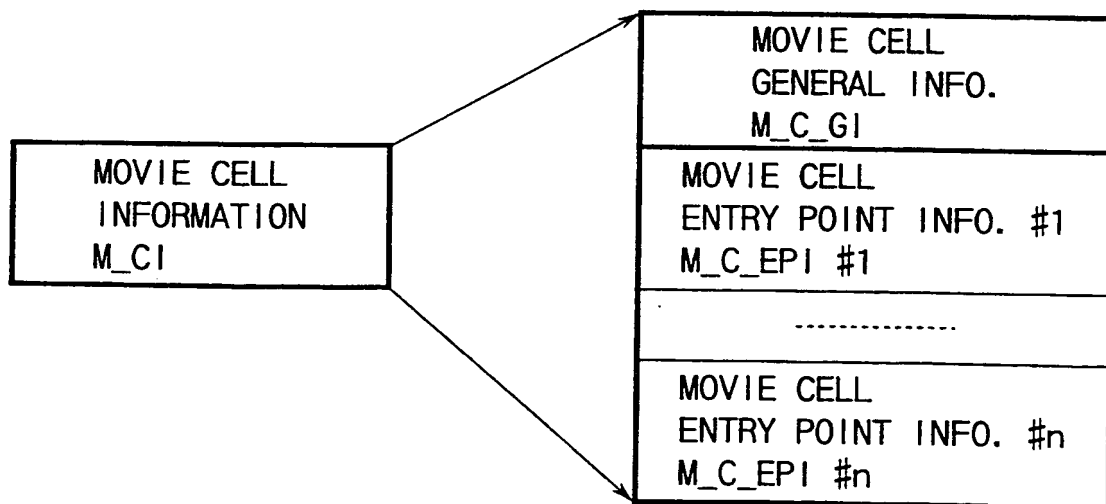 MOVIE CELL
INFORMATION
M_CI
MOVIE CELL
GENERAL INFO.
M_C_GI
MOVIE CELL
ENTRY POINT INFO. #1
M_C_EPI #1
MOVIE CELL
ENTRY POINT INFO. #n
M_C_EPI #n